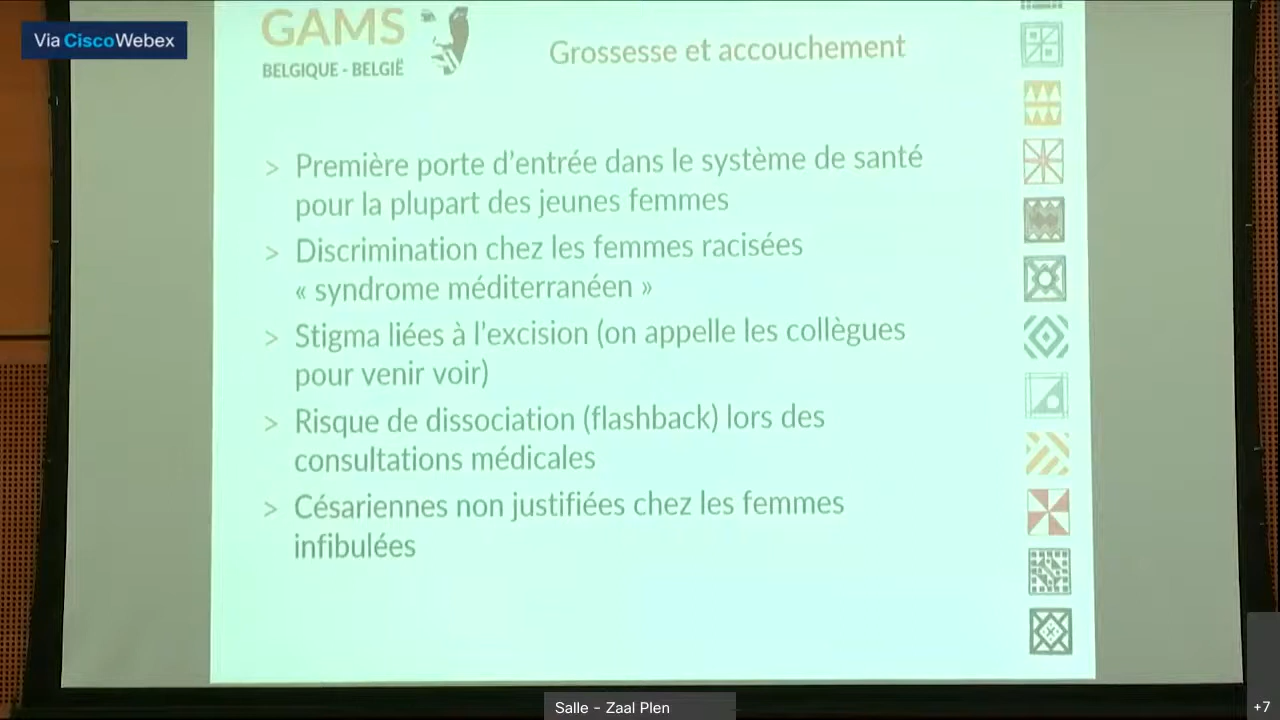 Via Cisco Webex
GAMS
BELGIQUE - BELGIË
Grossesse et accouchement
> Première porte d'entrée dans le système de santé
pour la plupart des jeunes femmes
> Discrimination chez les femmes racisées
« syndrome méditerranéen »
> Stigma liées à l'excision (on appelle les collègues
pour venir voir)
> Risque de dissociation (flashback) lors des
consultations médicales
> Césariennes non justifiées chez les femmes
infibulées
Salle - Zaal Plen
+7